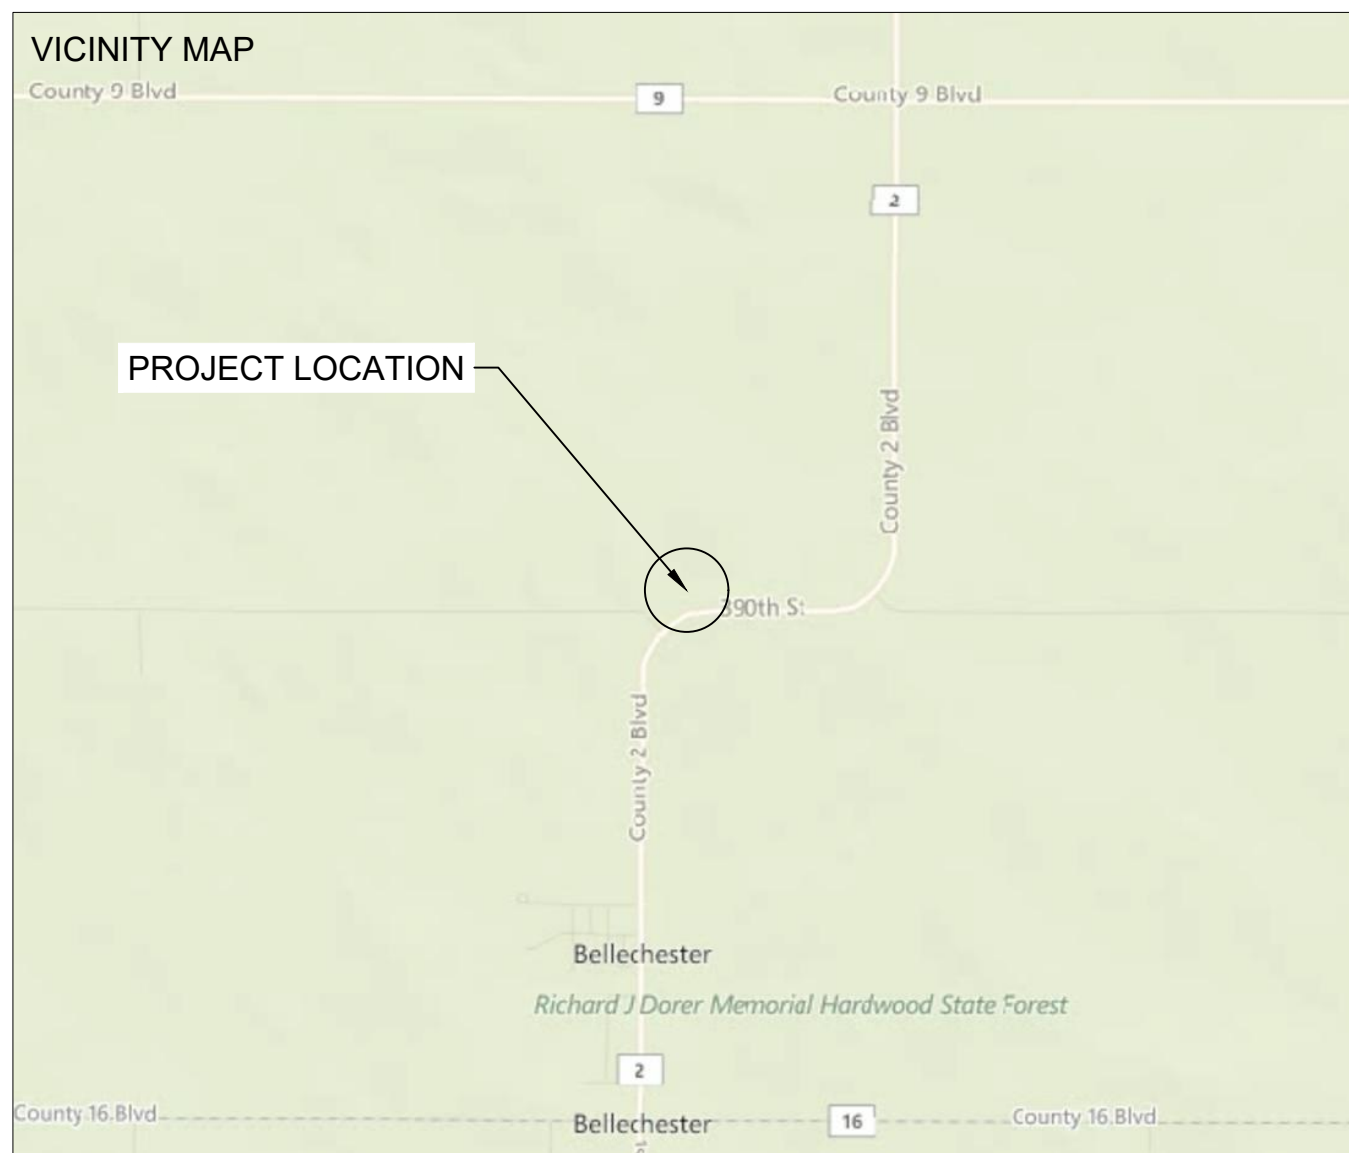 VICINITY MAP
County 9 Blvd
9
County 9 Blvd
2
PROJECT LOCATION
County 2 Blvd
390th St
County 2 Blvd
Bellechester
Richard J Dorer Memorial Hardwood State Forest
2
County 16 Blvd
Bellechester
16
County 16 Blvd